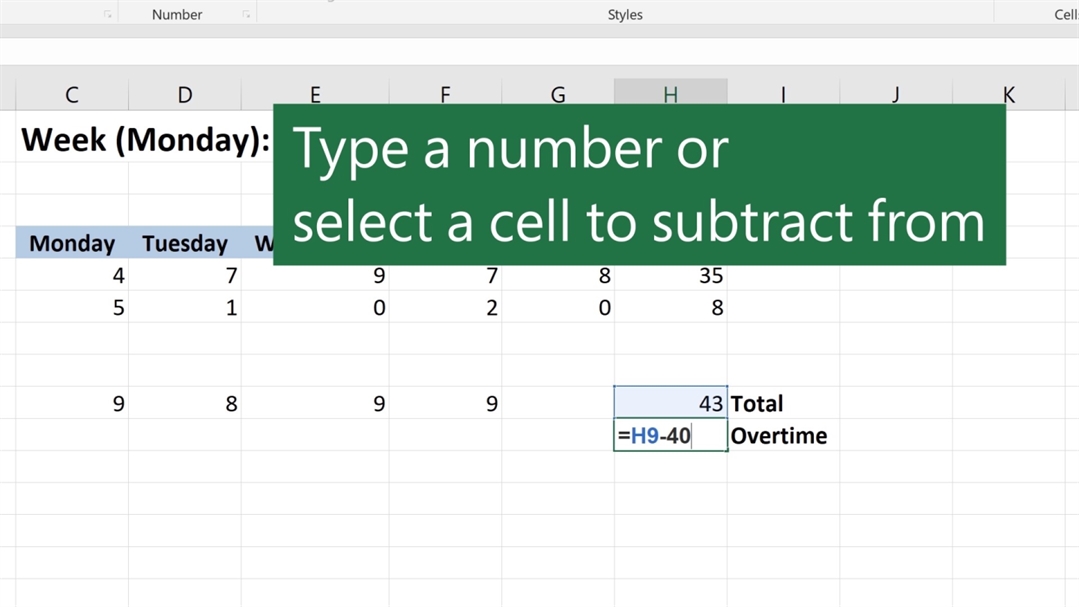 Number Styles Cell
C D E F G H I J K
Week (Monday):
Type a number or
select a cell to subtract from
Monday Tuesday W
4 7 9 7 8 35
5 1 0 2 0 8
9 8 9 9 43 Total
=H9-40 Overtime